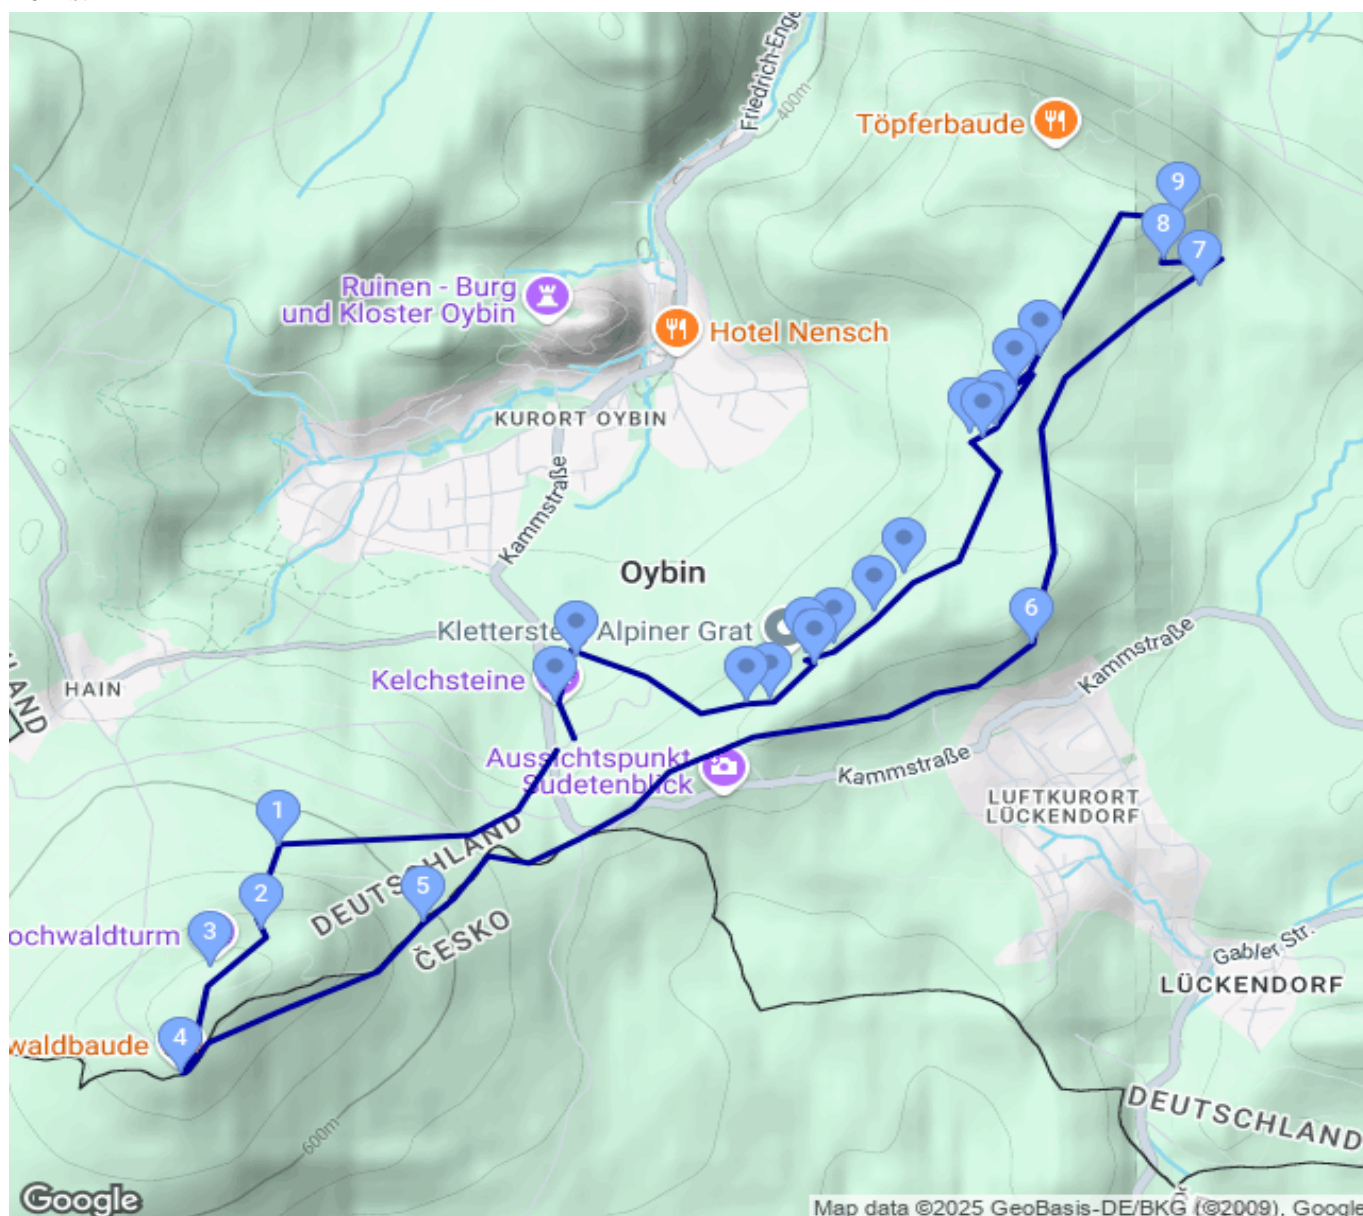 Friedrich-Enge
400m
Töpferbaude
9
8
7
Ruinen - Burg
und Kloster Oybin
Hotel Nensch
KURORT OYBIN
Kammstraße
Oybin
6
Alpiner Grat
Kelchsteine
HAIN
LAND
Kammstraße
Aussichtspunkt
Sudetenblick
Kammstraße
LUFTKURORT
LÜCKENDORF
1
DEUTSCHLAND
5
2
3
ochwaldturm
ČESKO
Gabler Str.
LÜCKENDORF
4
waldbaude
600m
DEUTSCHLAND
Google
Map data ©2025 GeoBasis-DE/BKG (©2009), Google